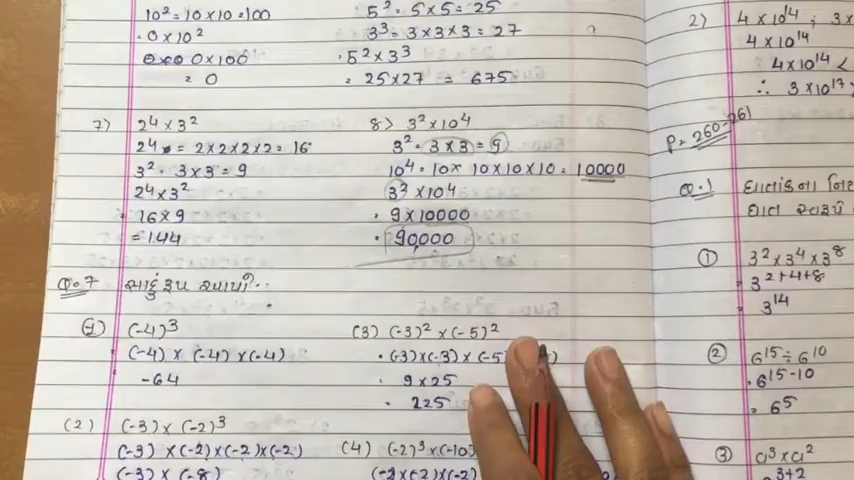 10² = 10 × 10 = 100
· 0 × 10²
0 × 100
= 0
5² = 5 × 5 = 25
3³ = 3 × 3 × 3 = 27
· 5² × 3³
= 25 × 27 = 675
7) 2⁴ × 3²
2⁴ = 2 × 2 × 2 × 2 = 16
3² = 3 × 3 = 9
2⁴ × 3²
16 × 9
= 144
8) 3² × 10⁴
3² = 3 × 3 = 9
10⁴ = 10 × 10 × 10 × 10 = 10000
3² × 10⁴
= 9 × 10000
= 90,000
Q.7 સાદું રૂપ આપો.
(1) (-4)³
(-4) × (-4) × (-4)
-64
(2) (-3) × (-2)³
(-3) × (-2) × (-2) × (-2)
(-3) × (-8)
(3) (-3)² × (-5)²
= (-3) × (-3) × (-5
= 9 × 25
= 225
(4) (-2)³ × (-10
(-2 × (-2) × (-2)
2) 4 × 10¹⁴ ; 3 ×
4 × 10¹⁴
4 × 10¹⁴ <
∴ 3 × 10¹⁷ >
P = 260-261
Q.1
① 3² × 3⁴ × 3⁸
= 3²⁺⁴⁺⁸
= 3¹⁴
② 6¹⁵ ÷ 6¹⁰
= 6¹⁵⁻¹⁰
= 6⁵
③ a³ × a²
a³⁺²